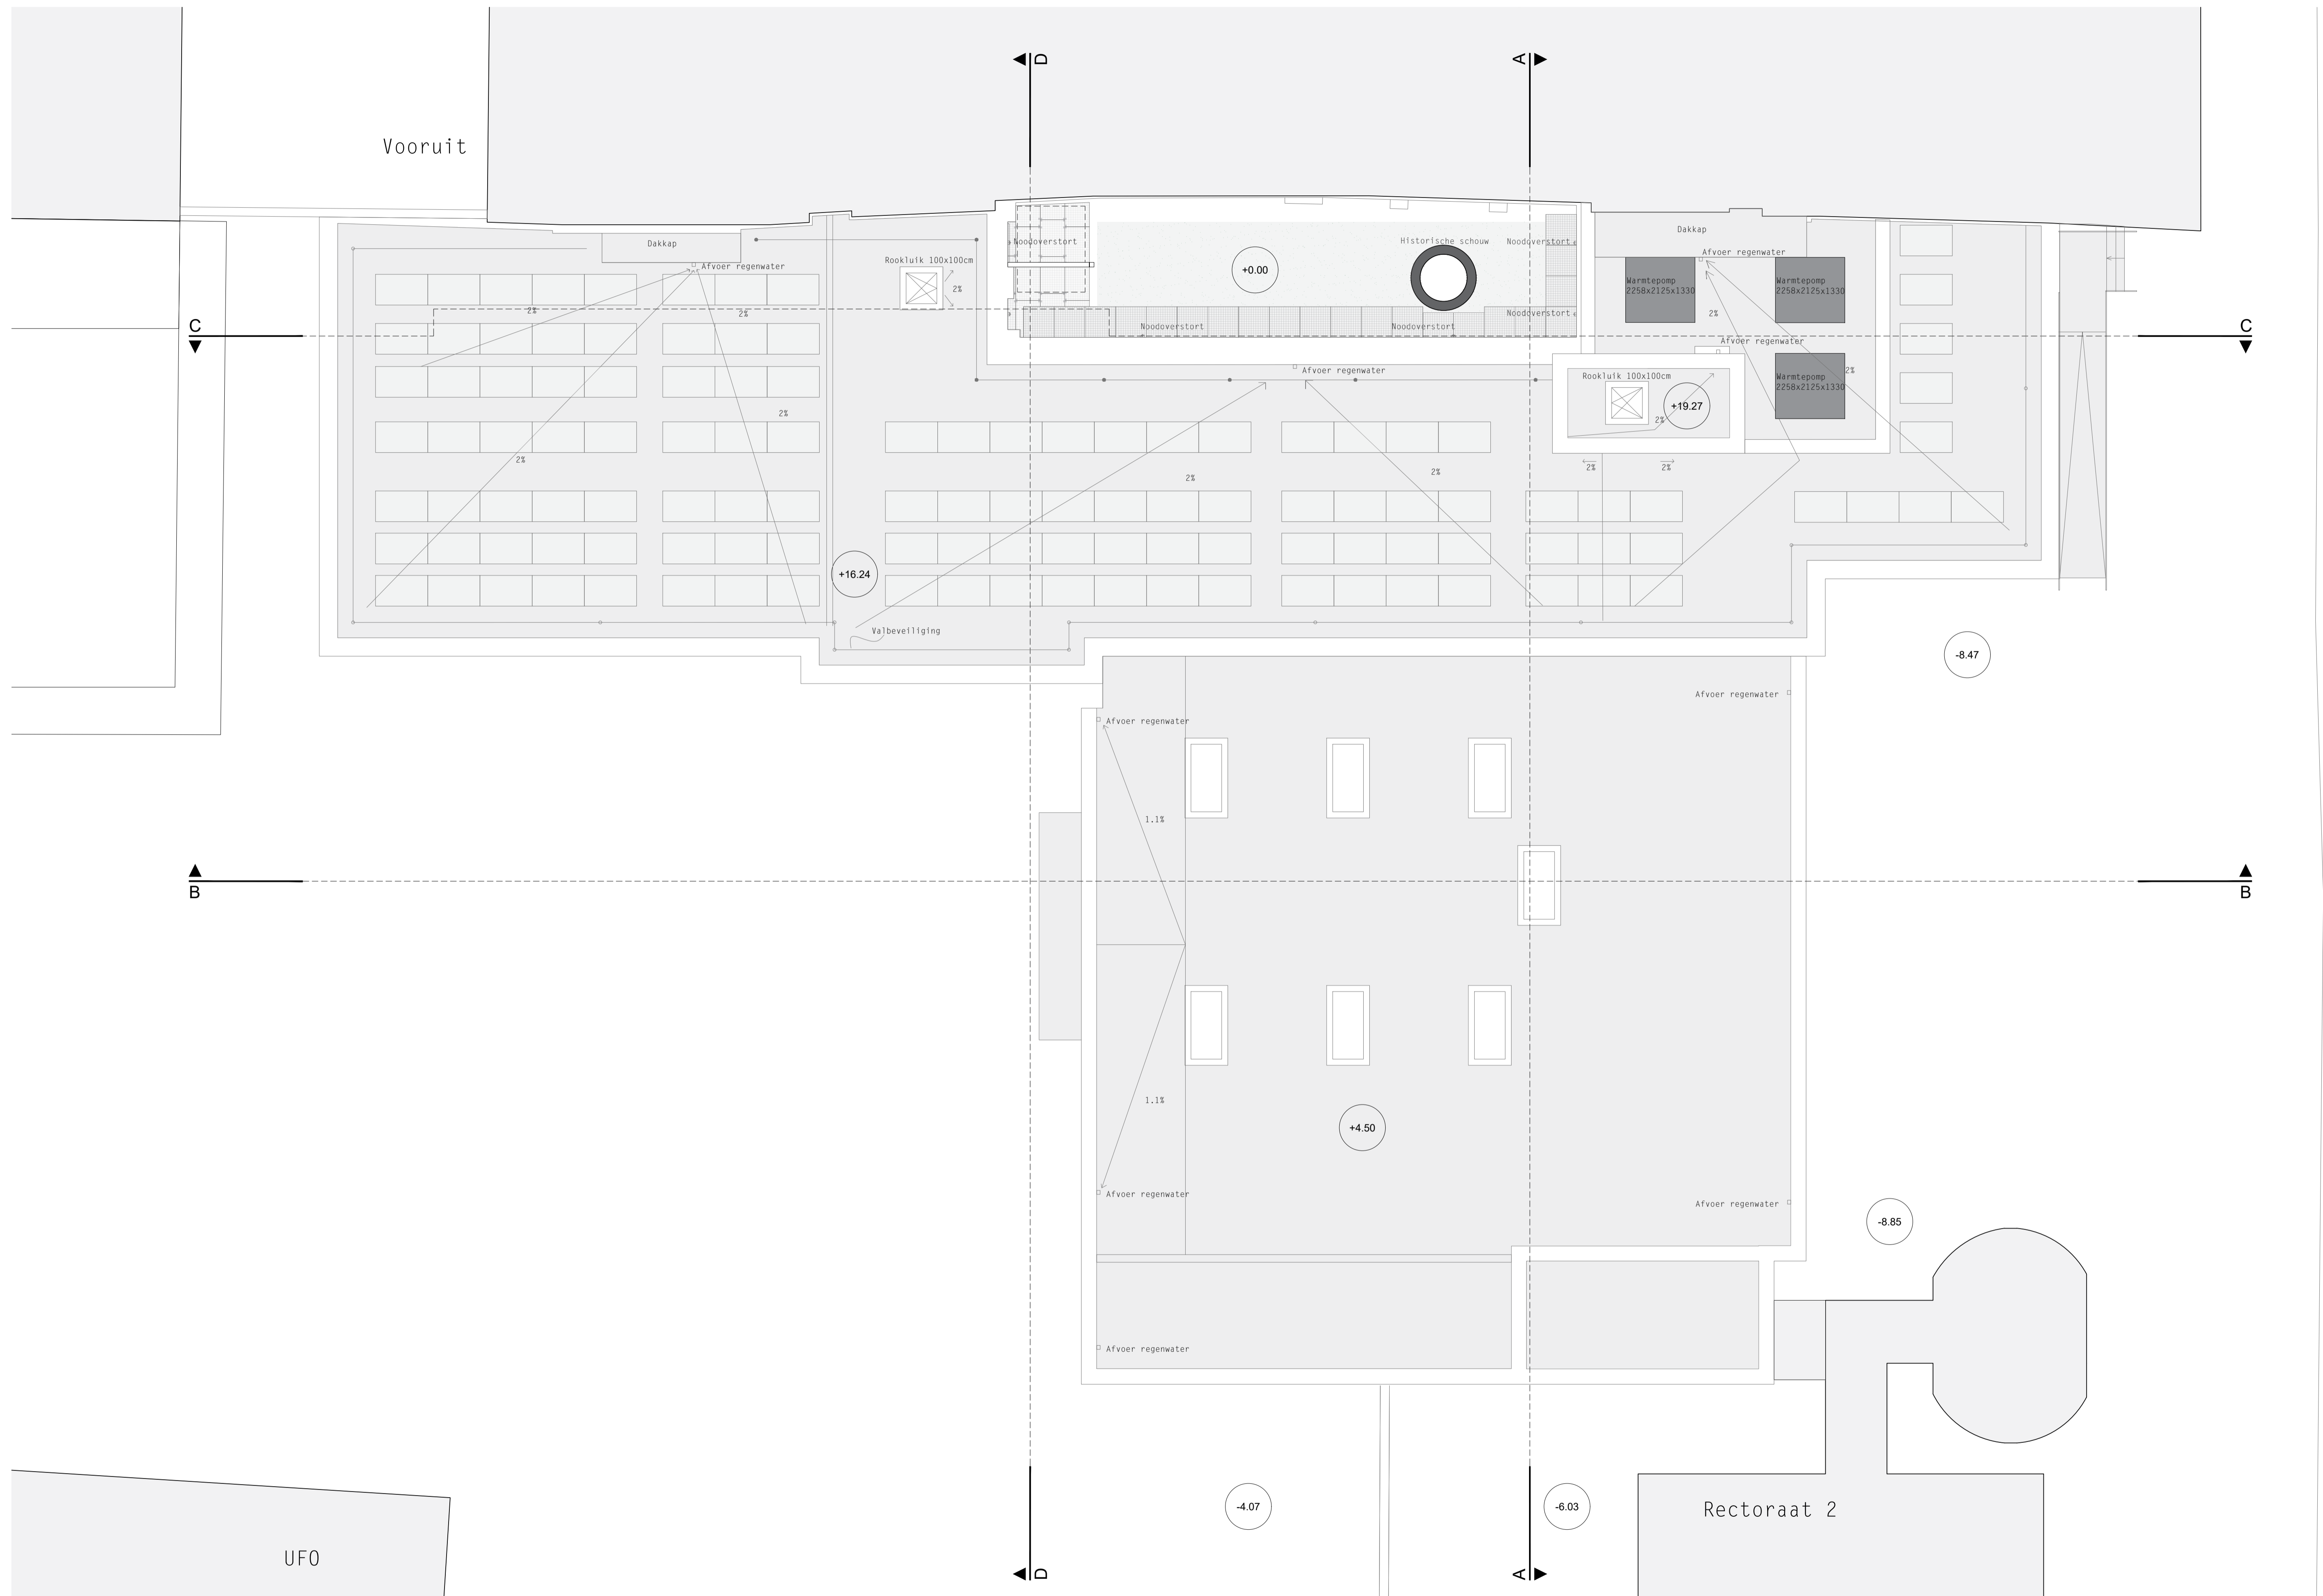 D
A
Vooruit
Dakkap
Afvoer regenwater
Rookluik 100x100cm
2%
Noodoverstort
+0.00
Historische schouw
Noodoverstort
Dakkap
Afvoer regenwater
Warmtepomp
2258x2125x1330
Warmtepomp
2258x2125x1330
2%
2%
2%
Noodoverstort
Noodoverstort
Noodoverstort
C
C
Afvoer regenwater
Afvoer regenwater
Rookluik 100x100cm
Warmtepomp
2258x2125x1330
2%
+19.27
2%
2%
2%
2%
2%
2%
2%
+16.24
Valbeveiliging
-8.47
Afvoer regenwater
Afvoer regenwater
1.1%
B
B
1.1%
+4.50
Afvoer regenwater
Afvoer regenwater
-8.85
Afvoer regenwater
-4.07
-6.03
Rectoraat 2
UFO
D
A